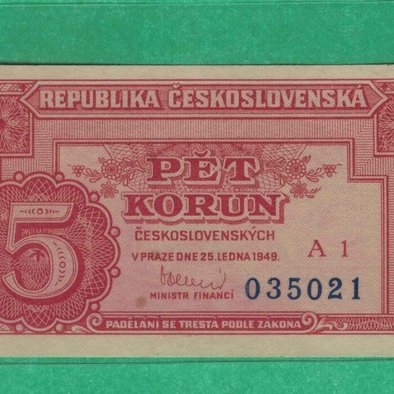 REPUBLIKA ČESKOSLOVENSKÁ
PĚT
KORUN
5
ČESKOSLOVENSKÝCH
V PRAZE DNE 25. LEDNA 1949.
A 1
MINISTR FINANCÍ
035021
PADĚLÁNÍ SE TRESTÁ PODLE ZÁKONA